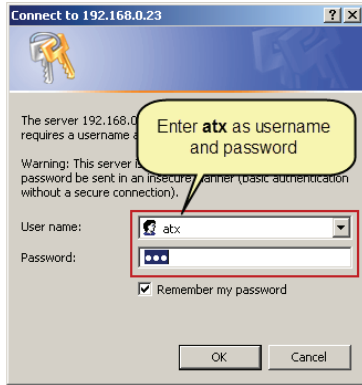 Connect to 192.168.0.23
The server 192.168.0
requires a username a
Enter atx as username
and password
Warning: This server i
password be sent in an insecure manner (basic authentication
without a secure connection).
User name:
atx
Password:
Remember my password
OK
Cancel